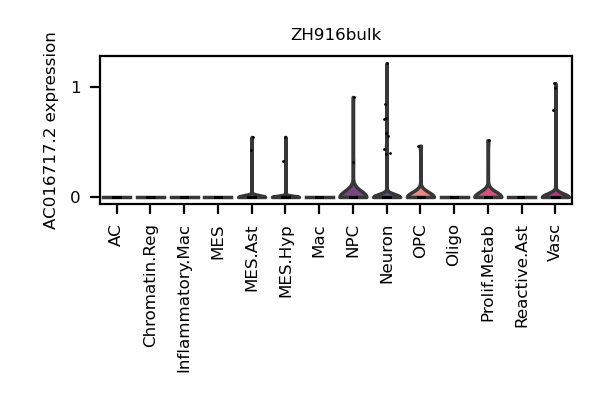 ZH916bulk
AC016717.2 expression
1
0
AC
Chromatin.Reg
Inflammatory.Mac
MES
MES.Ast
MES.Hyp
Mac
NPC
Neuron
OPC
Oligo
Prolif.Metab
Reactive.Ast
Vasc